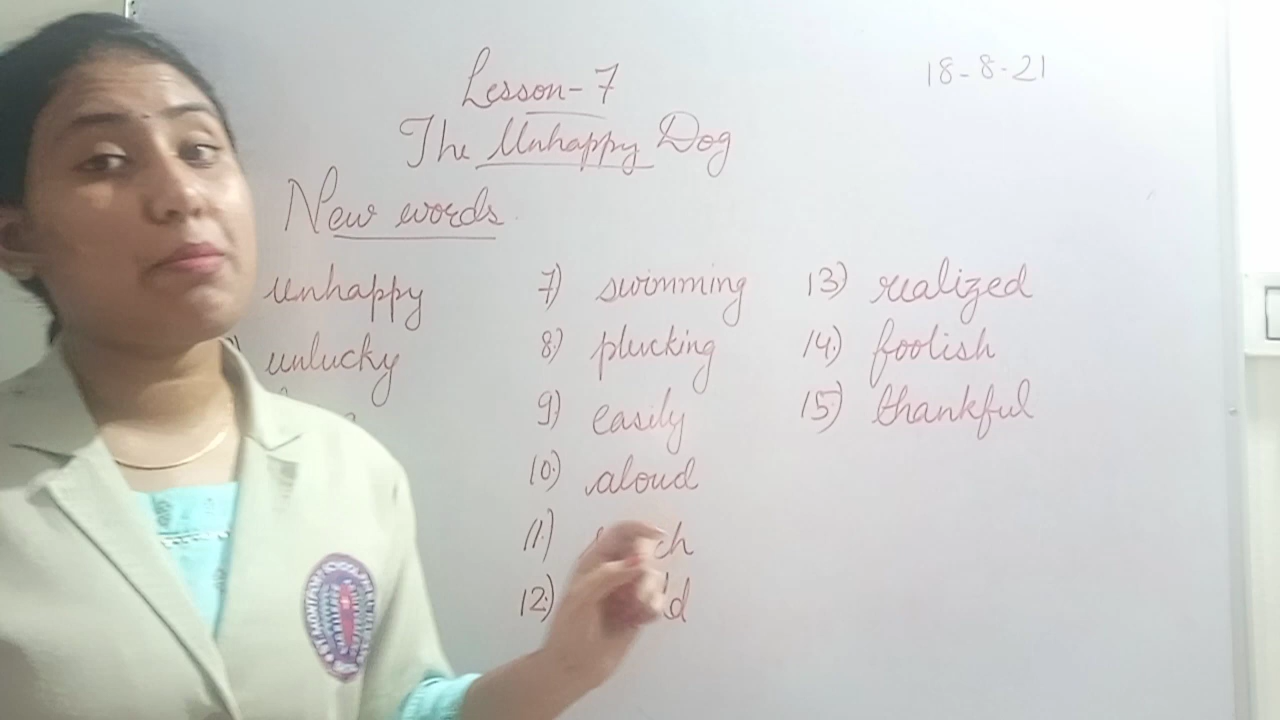 18-8-21
Lesson-7
The Unhappy Dog
New words
unhappy
unlucky
7) swimming
8) plucking
9) easily
10) aloud
11)
12)
13) realized
14) foolish
15) thankful